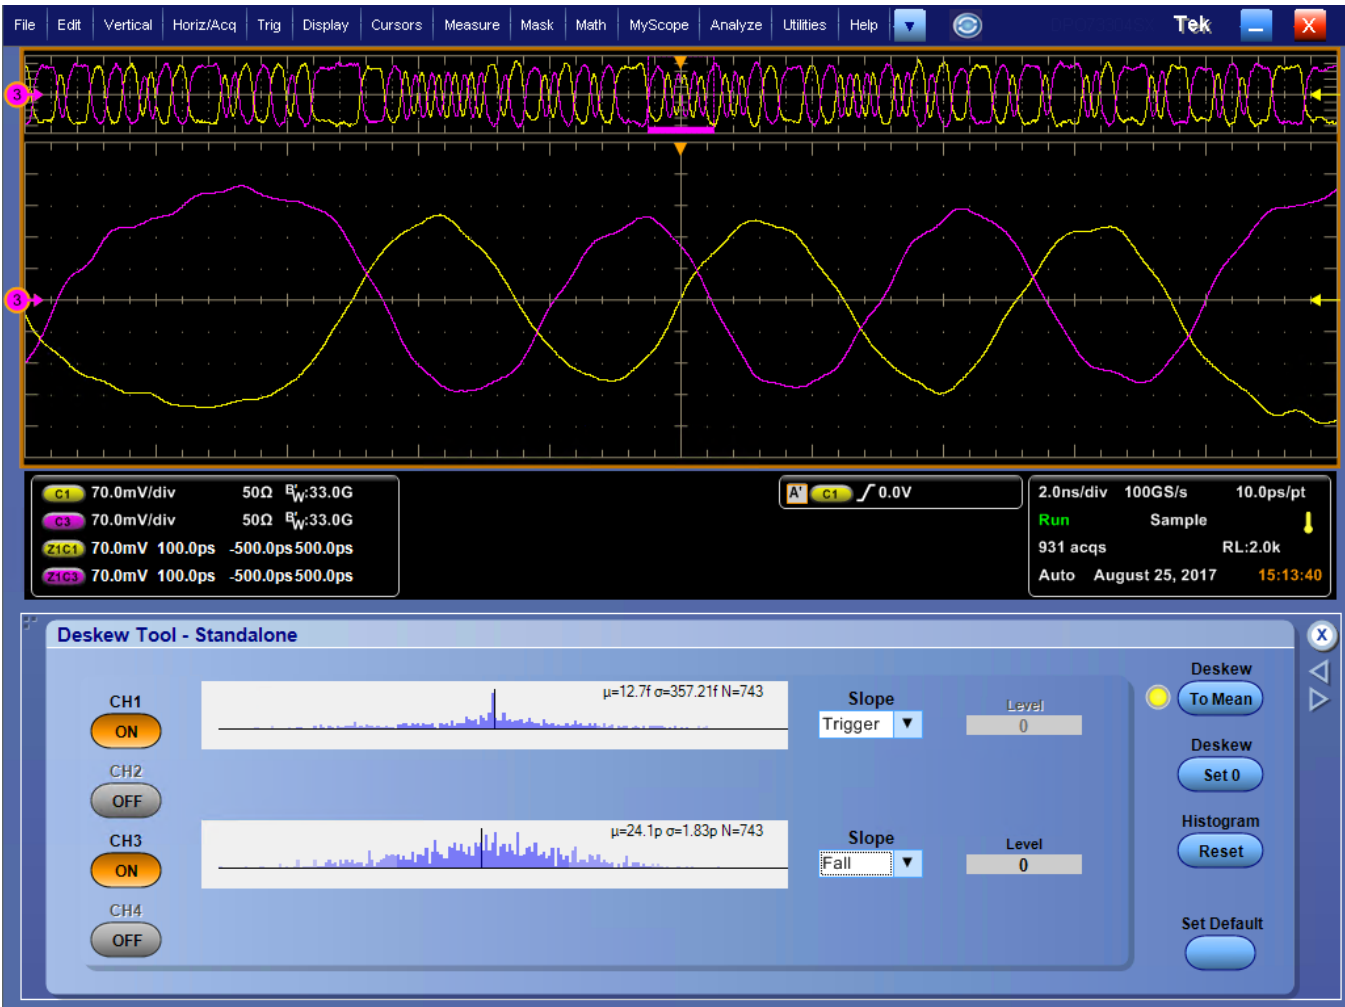 File Edit Vertical Horiz/Acq Trig Display Cursors Measure Mask Math MyScope Analyze Utilities Help Tek X
3
3
C1 70.0mV/div 50Ω BW:33.0G
C3 70.0mV/div 50Ω BW:33.0G
Z1C1 70.0mV 100.0ps -500.0ps 500.0ps
Z1C3 70.0mV 100.0ps -500.0ps 500.0ps
A' C1 0.0V
2.0ns/div 100GS/s 10.0ps/pt
Run Sample
931 acqs RL:2.0k
Auto August 25, 2017 15:13:40
Deskew Tool - Standalone X
CH1
ON
μ=12.7f σ=357.21f N=743
Slope
Trigger
Level
0
Deskew
To Mean
CH2
OFF
Deskew
Set 0
CH3
ON
μ=24.1p σ=1.83p N=743
Slope
Fall
Level
0
Histogram
Reset
CH4
OFF
Set Default